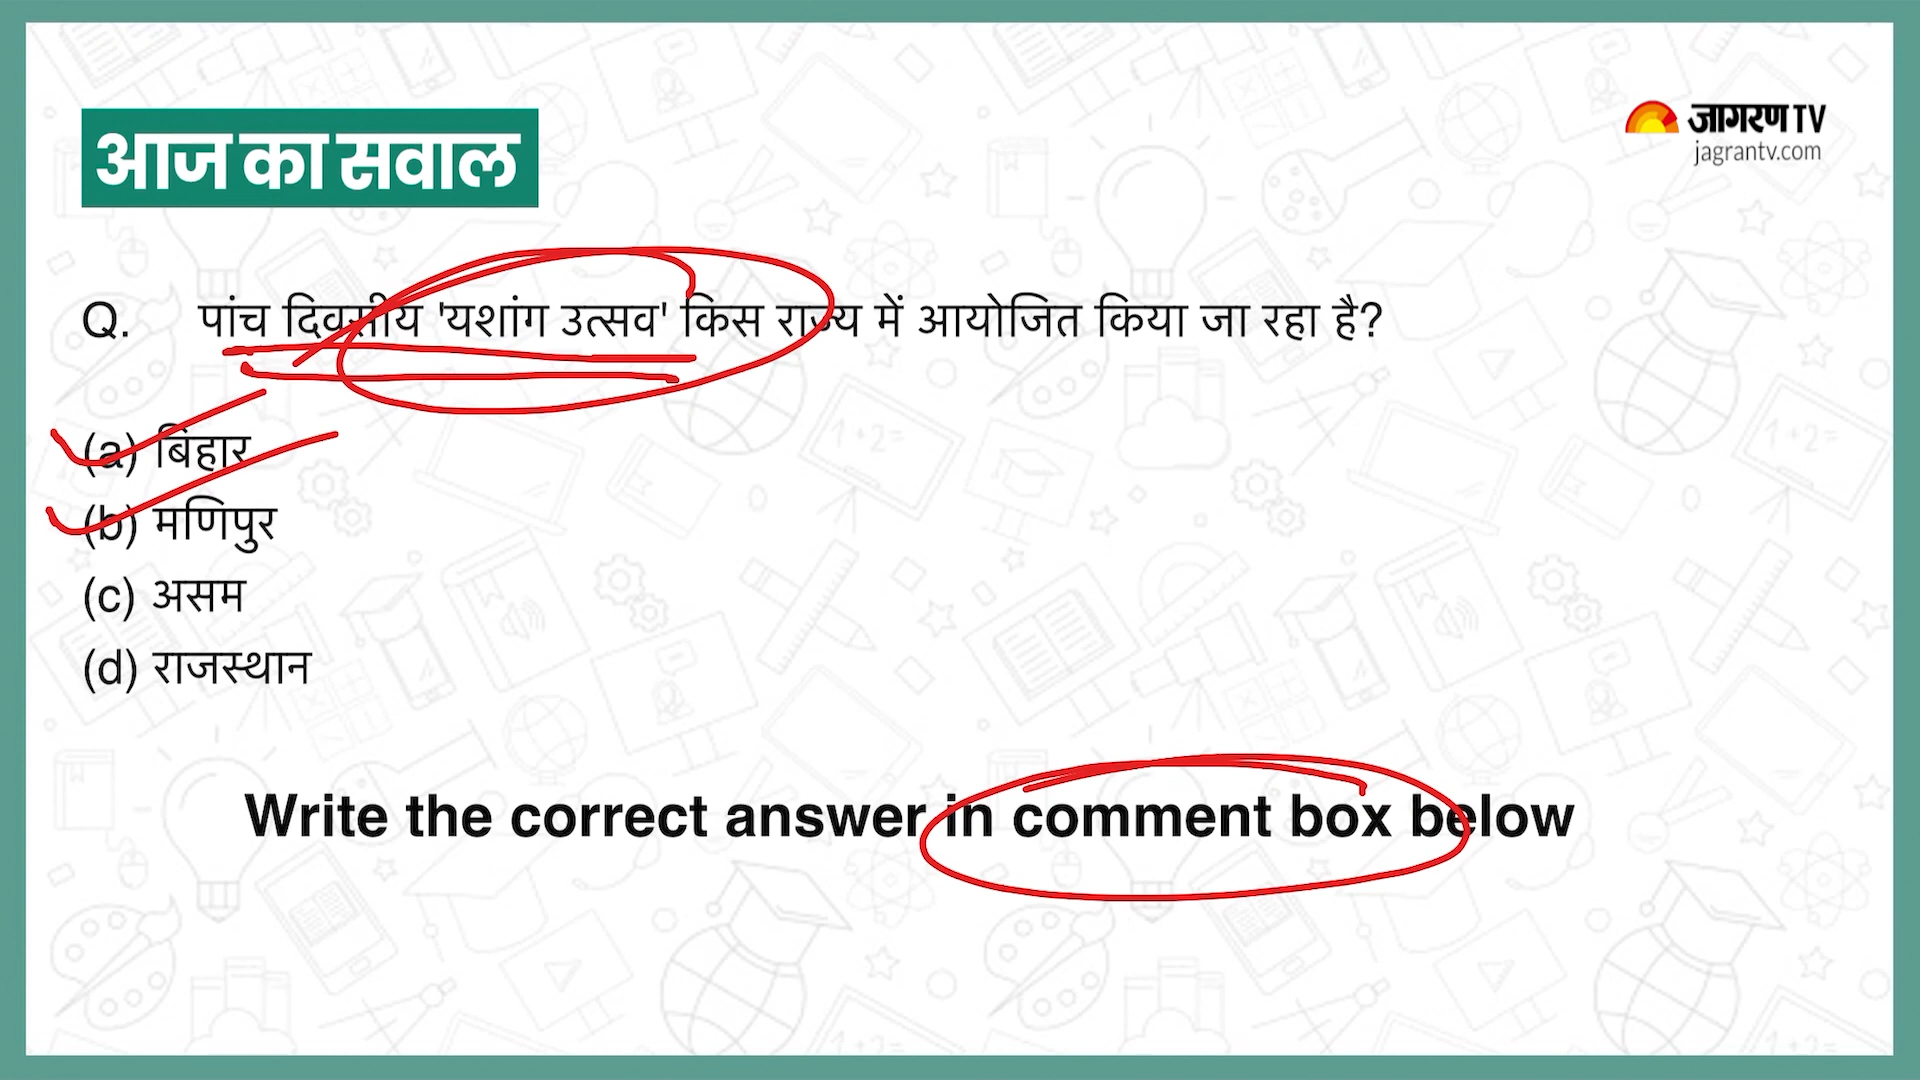 आज का सवाल
जागरण TV
jagrantv.com
Q. पांच दिवसीय 'यशांग उत्सव' किस राज्य में आयोजित किया जा रहा है?
(a) बिहार
(b) मणिपुर
(c) असम
(d) राजस्थान
Write the correct answer in comment box below